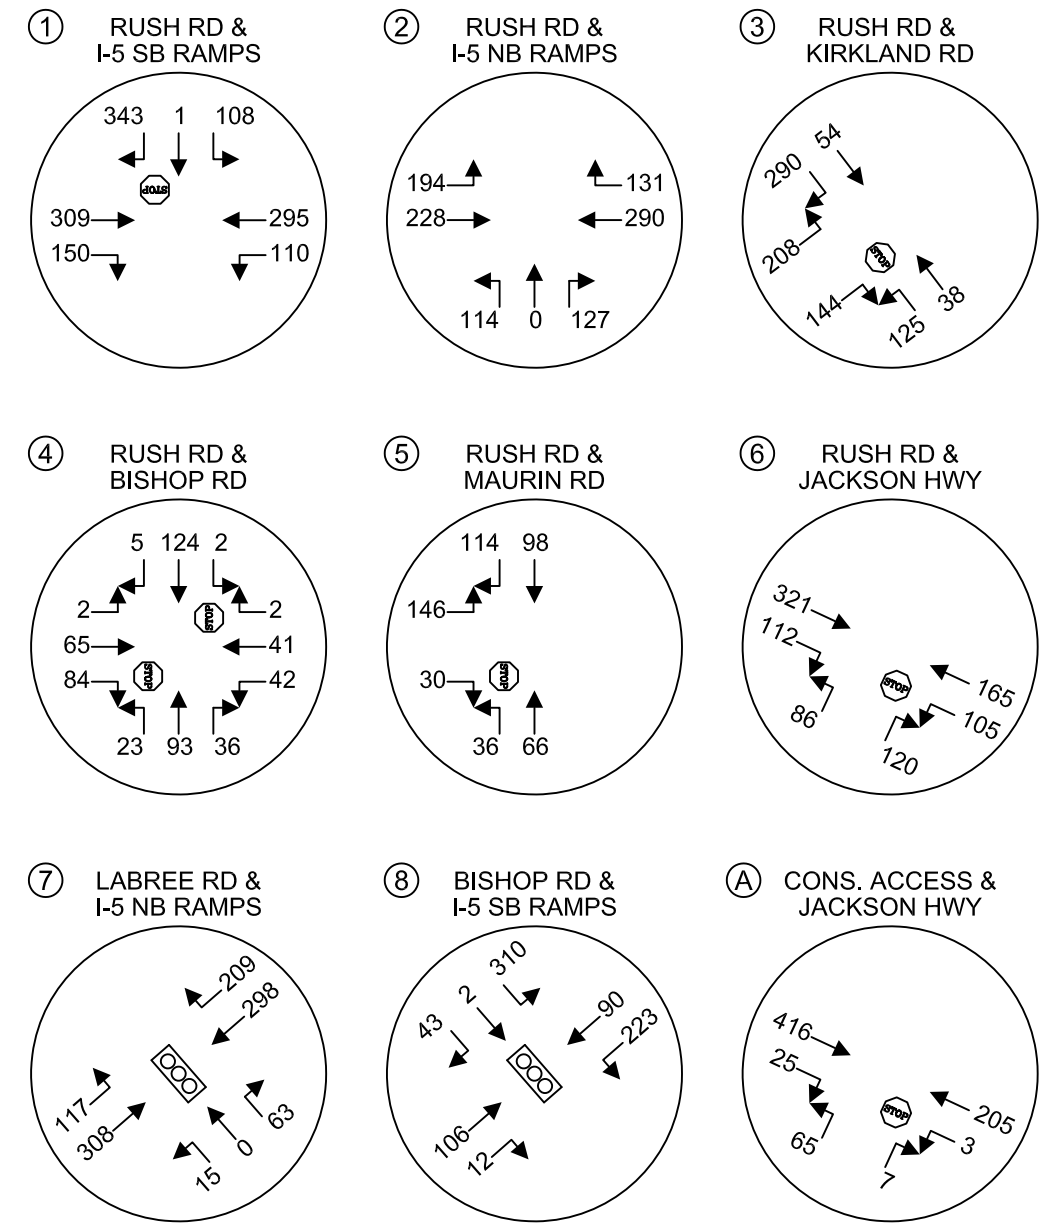 1
RUSH RD &
I-5 SB RAMPS
343 1 108
STOP
309 295
150 110
2
RUSH RD &
I-5 NB RAMPS
194 131
228 290
114 0 127
3
RUSH RD &
KIRKLAND RD
54
290
208
STOP
144
125
38
4
RUSH RD &
BISHOP RD
5 124 2
2 2
STOP
65 41
84 42
STOP
23 93 36
5
RUSH RD &
MAURIN RD
114 98
146
30
STOP
36 66
6
RUSH RD &
JACKSON HWY
321
112
86
STOP
165
105
120
7
LABREE RD &
I-5 NB RAMPS
209
298
117
308
15
0
63
8
BISHOP RD &
I-5 SB RAMPS
310
2
43
90
223
106
12
A
CONS. ACCESS &
JACKSON HWY
416
25
65
STOP
205
3
7